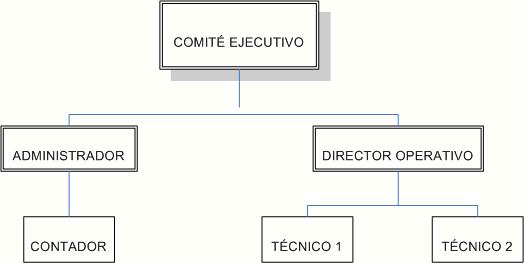 COMITÉ EJECUTIVO
ADMINISTRADOR
DIRECTOR OPERATIVO
CONTADOR
TÉCNICO 1
TÉCNICO 2